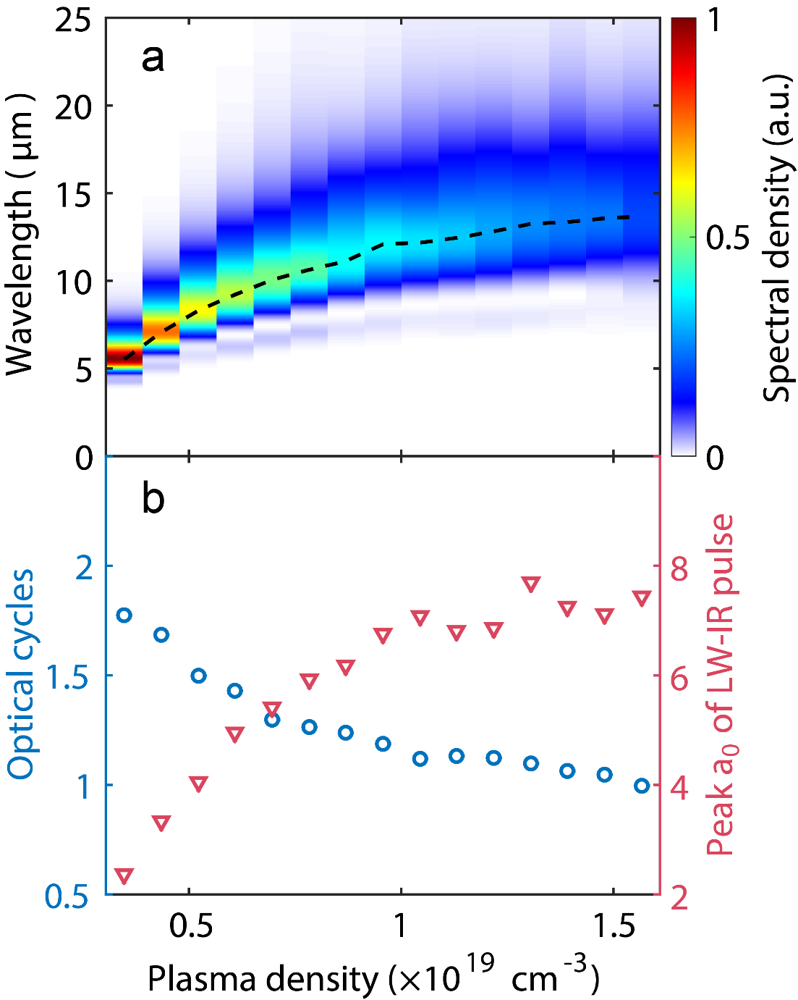 a
25
20
15
10
5
0
Wavelength ( μm )
1
0.5
0
Spectral density (a.u.)
b
2
1.5
1
0.5
Optical cycles
8
6
4
2
Peak a₀ of LW-IR pulse
0.5 1 1.5
Plasma density (×10¹⁹ cm⁻³)